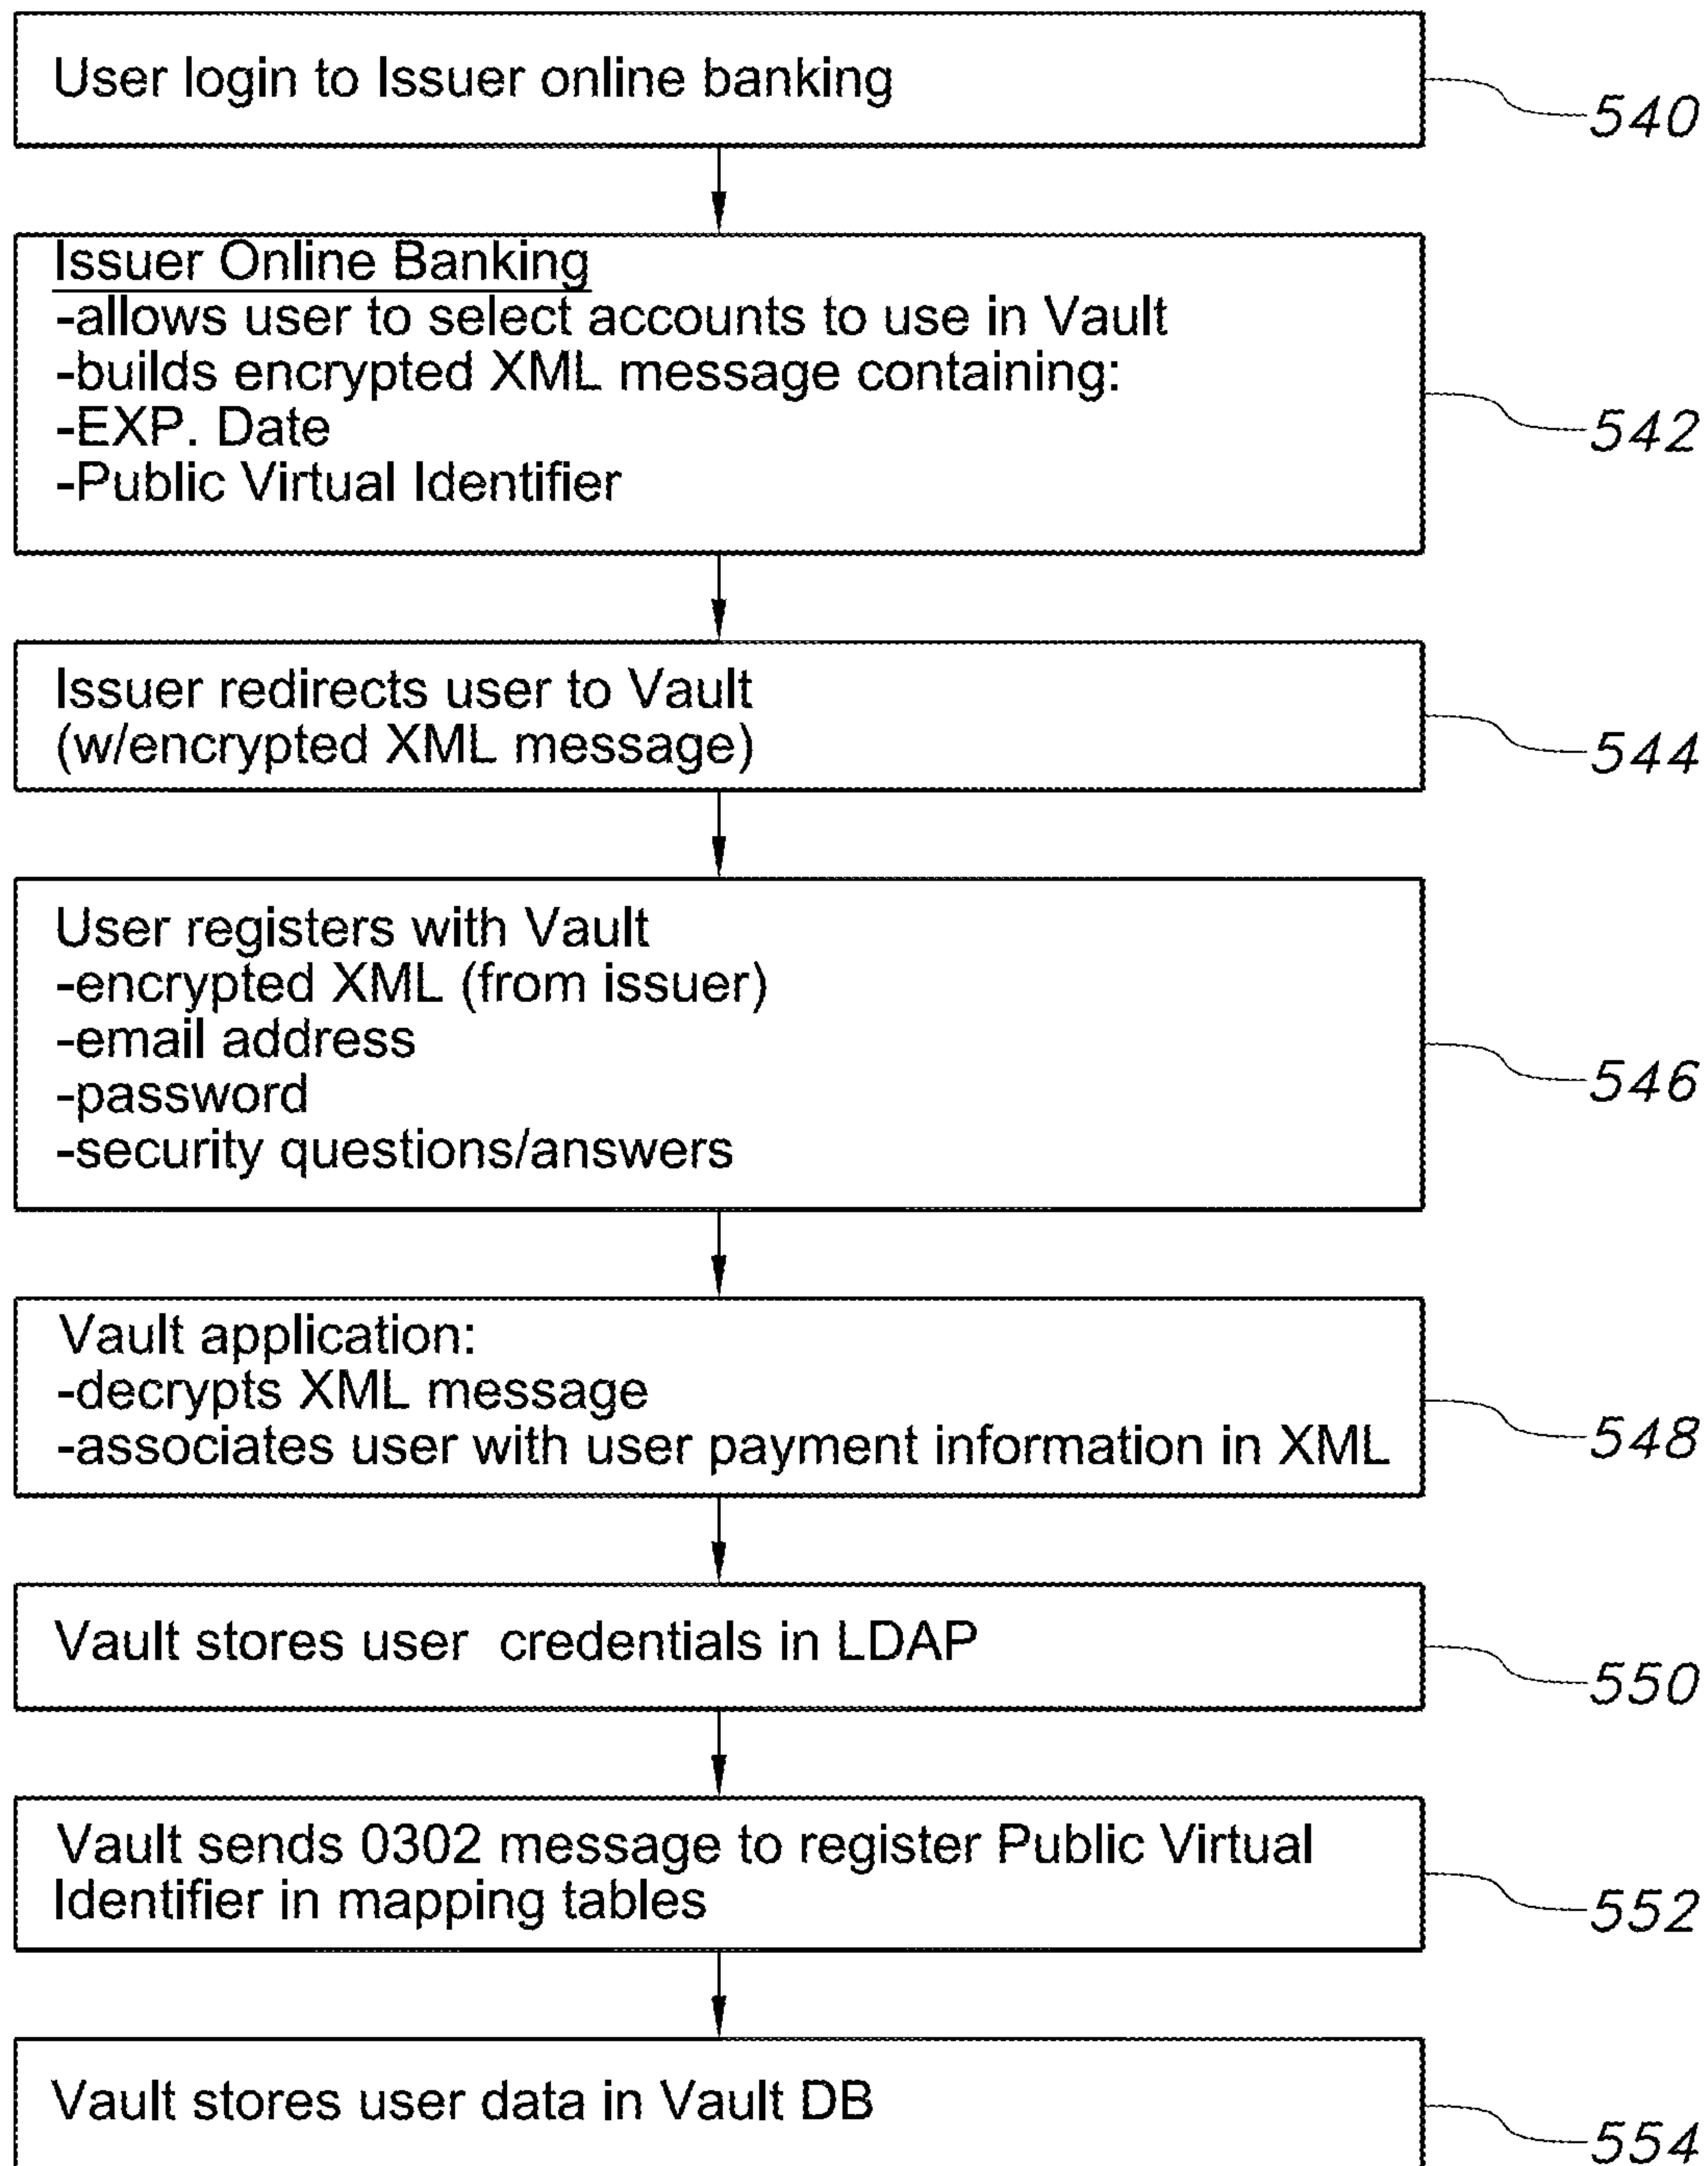 User login to Issuer online banking
540
Issuer Online Banking
-allows user to select accounts to use in Vault
-builds encrypted XML message containing:
-EXP. Date
-Public Virtual Identifier
542
Issuer redirects user to Vault
(w/encrypted XML message)
544
User registers with Vault
-encrypted XML (from issuer)
-email address
-password
-security questions/answers
546
Vault application:
-decrypts XML message
-associates user with user payment information in XML
548
Vault stores user credentials in LDAP
550
Vault sends 0302 message to register Public Virtual
Identifier in mapping tables
552
Vault stores user data in Vault DB
554